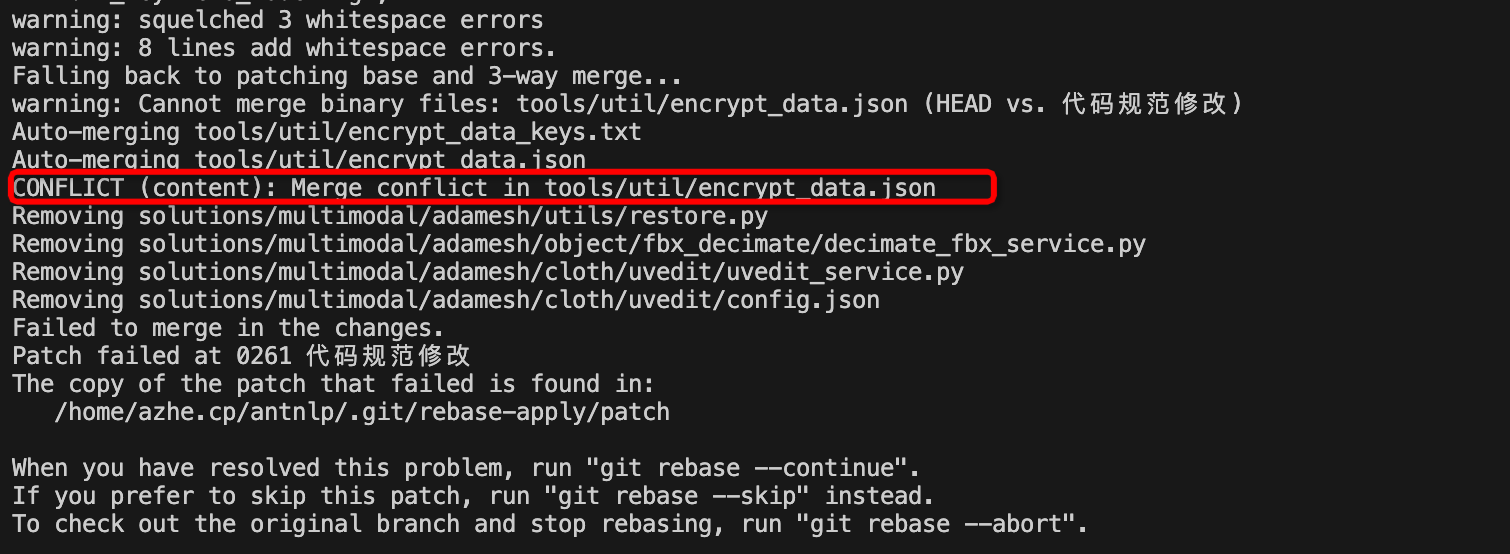 warning: squelched 3 whitespace errors
warning: 8 lines add whitespace errors.
Falling back to patching base and 3-way merge...
warning: Cannot merge binary files: tools/util/encrypt_data.json (HEAD vs. 代码规范修改)
Auto-merging tools/util/encrypt_data_keys.txt
Auto-merging tools/util/encrypt_data.json
CONFLICT (content): Merge conflict in tools/util/encrypt_data.json
Removing solutions/multimodal/adamesh/utils/restore.py
Removing solutions/multimodal/adamesh/object/fbx_decimate/decimate_fbx_service.py
Removing solutions/multimodal/adamesh/cloth/uvedit/uvedit_service.py
Removing solutions/multimodal/adamesh/cloth/uvedit/config.json
Failed to merge in the changes.
Patch failed at 0261 代码规范修改
The copy of the patch that failed is found in:
/home/azhe.cp/antnlp/.git/rebase-apply/patch
When you have resolved this problem, run "git rebase --continue".
If you prefer to skip this patch, run "git rebase --skip" instead.
To check out the original branch and stop rebasing, run "git rebase --abort".